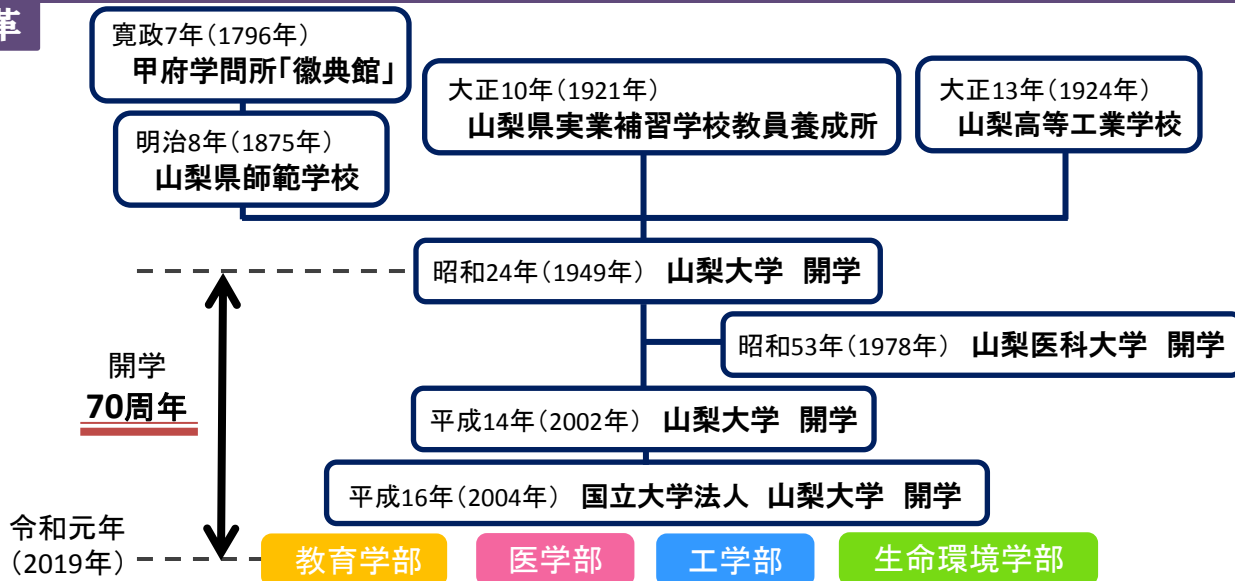 革
寛政7年(1796年)
甲府学問所「徽典館」
明治8年(1875年)
山梨県師範学校
大正10年(1921年)
山梨県実業補習学校教員養成所
大正13年(1924年)
山梨高等工業学校
昭和24年(1949年) 山梨大学 開学
昭和53年(1978年) 山梨医科大学 開学
開学
70周年
平成14年(2002年) 山梨大学 開学
平成16年(2004年) 国立大学法人 山梨大学 開学
令和元年
(2019年)
教育学部 医学部 工学部 生命環境学部